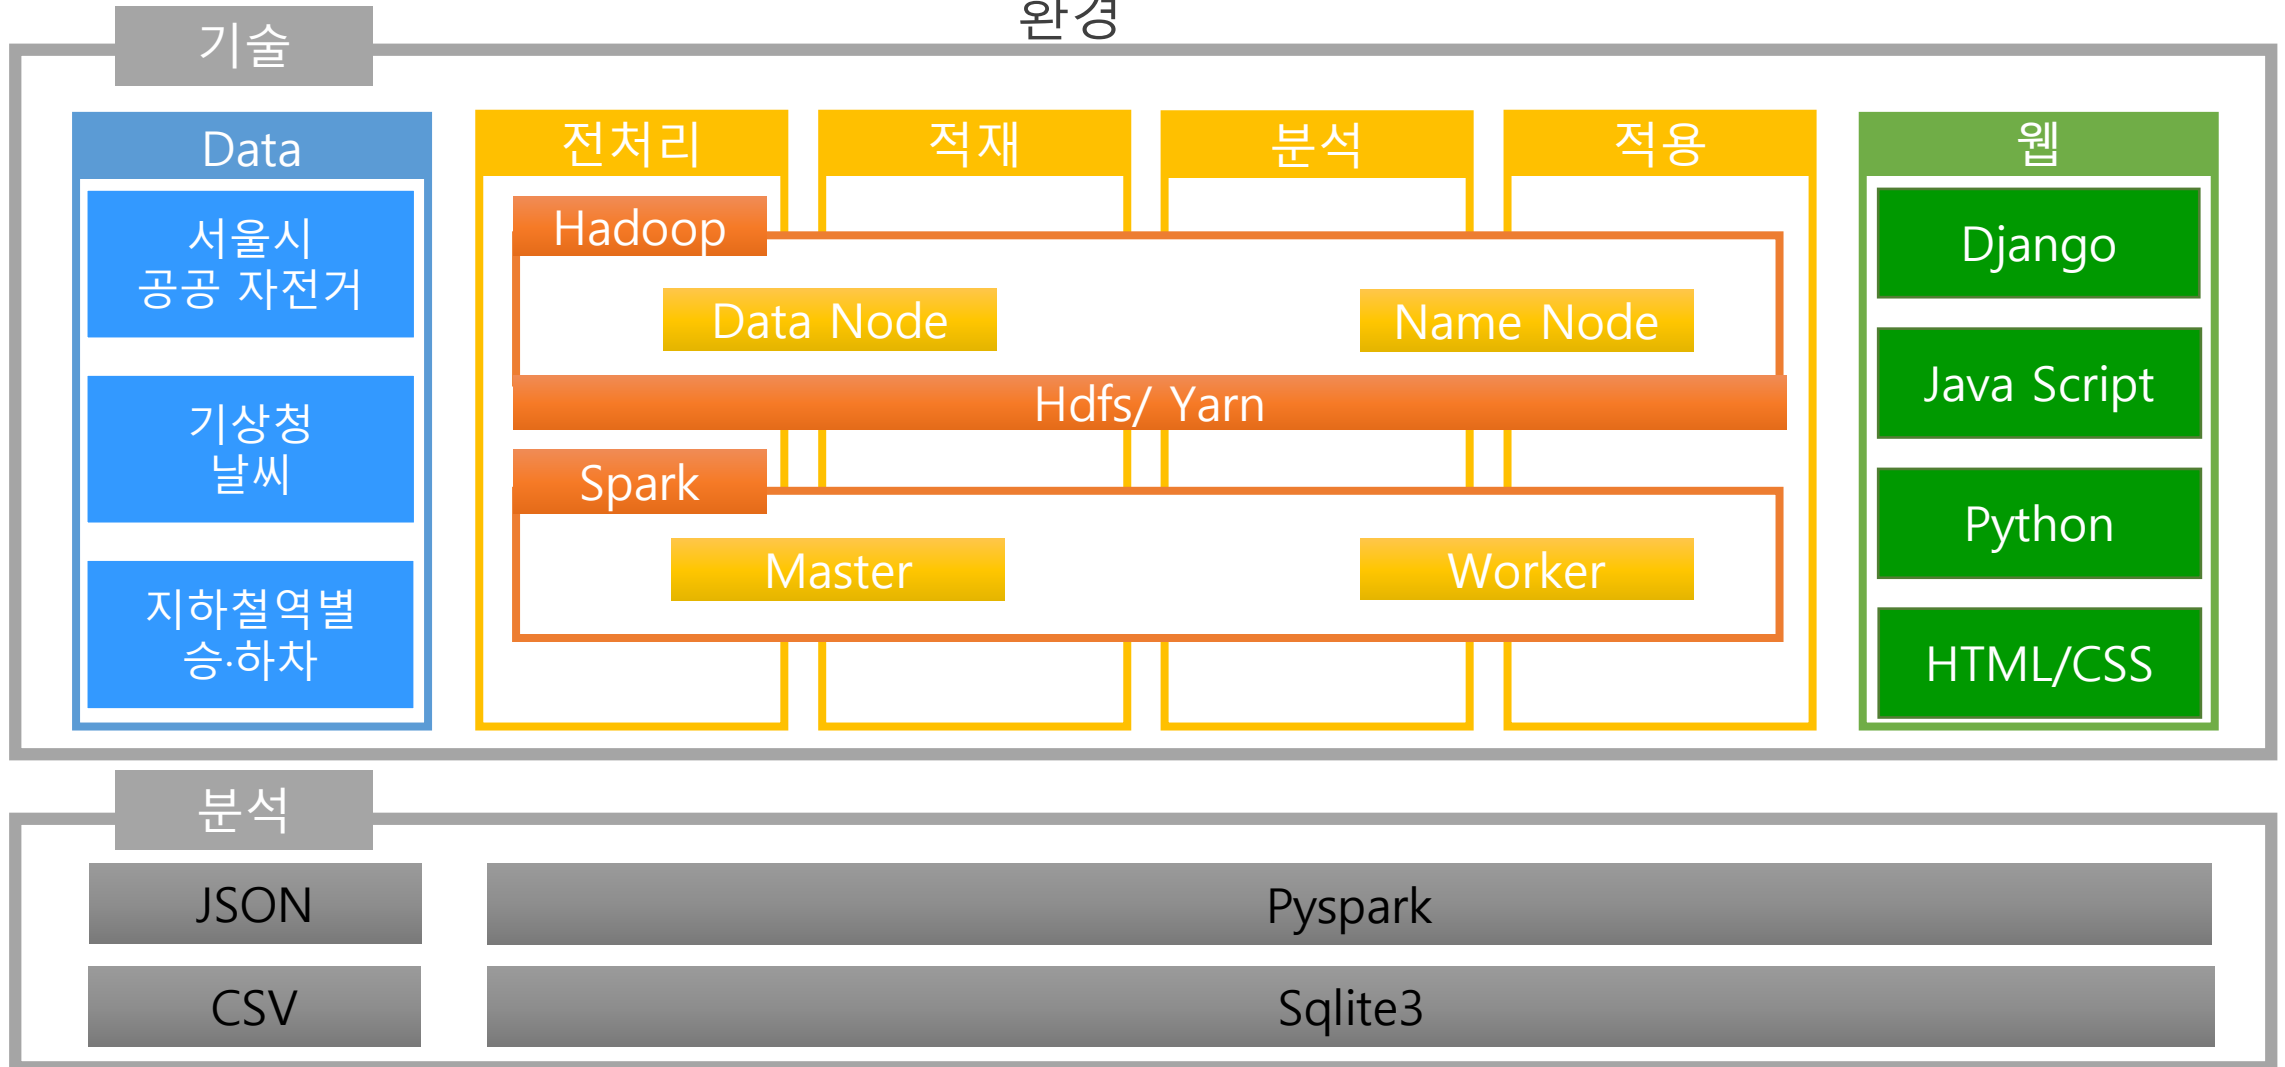 환경
기술
Data
서울시
공공 자전거
기상청
날씨
지하철역별
승·하차
전처리
적재
분석
적용
Hadoop
Data Node
Name Node
Hdfs/ Yarn
Spark
Master
Worker
웹
Django
Java Script
Python
HTML/CSS
분석
JSON
Pyspark
CSV
Sqlite3